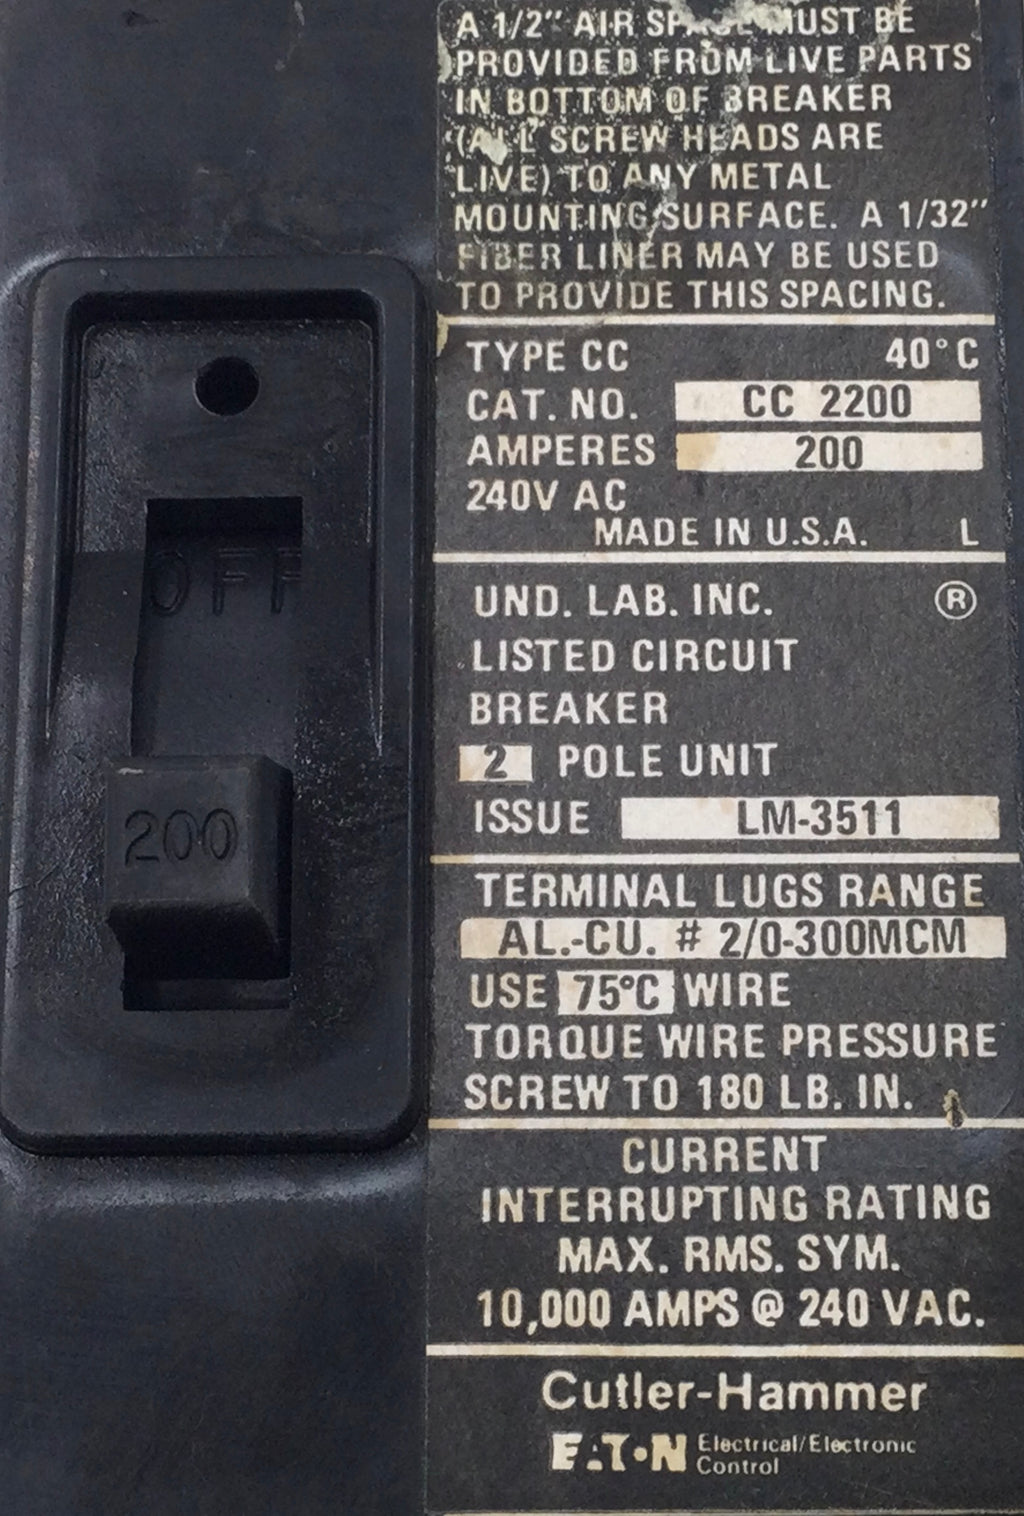 A 1/2" AIR SPACE MUST BE
PROVIDED FROM LIVE PARTS
IN BOTTOM OF BREAKER
(ALL SCREW HEADS ARE
LIVE) TO ANY METAL
MOUNTING SURFACE. A 1/32"
FIBER LINER MAY BE USED
TO PROVIDE THIS SPACING.
TYPE CC 40°C
CAT. NO. CC 2200
AMPERES 200
240V AC
MADE IN U.S.A. L
UND. LAB. INC. ®
LISTED CIRCUIT
BREAKER
2 POLE UNIT
ISSUE LM-3511
TERMINAL LUGS RANGE
AL.-CU. # 2/0-300MCM
USE 75°C WIRE
TORQUE WIRE PRESSURE
SCREW TO 180 LB. IN.
CURRENT
INTERRUPTING RATING
MAX. RMS. SYM.
10,000 AMPS @ 240 VAC.
Cutler-Hammer
EATON Electrical/Electronic
Control
OFF
200